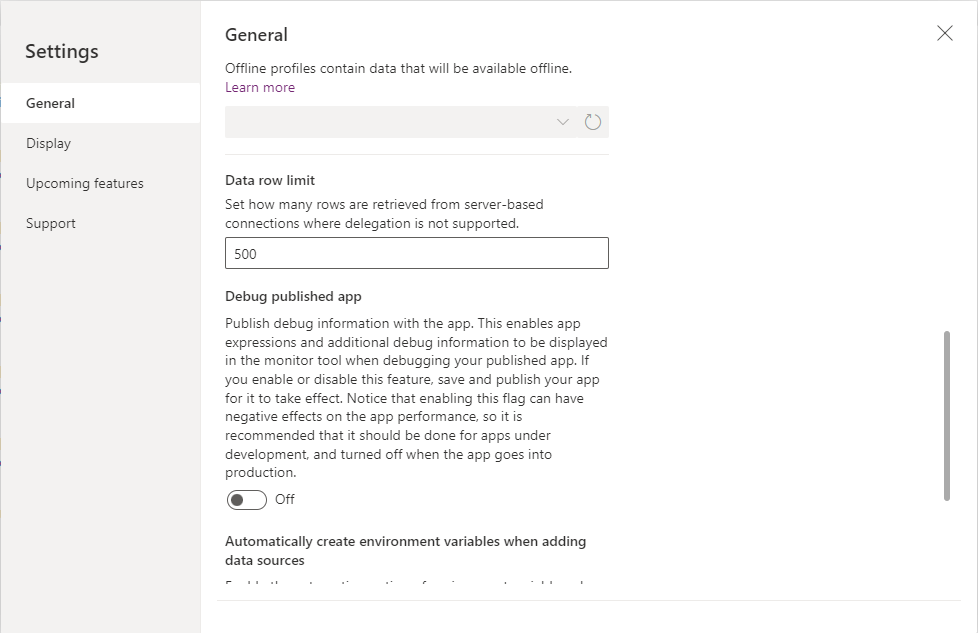 Settings
General
Display
Upcoming features
Support
General
Offline profiles contain data that will be available offline.
Learn more
Data row limit
Set how many rows are retrieved from server-based
connections where delegation is not supported.
500
Debug published app
Publish debug information with the app. This enables app
expressions and additional debug information to be displayed
in the monitor tool when debugging your published app. If
you enable or disable this feature, save and publish your app
for it to take effect. Notice that enabling this flag can have
negative effects on the app performance, so it is
recommended that it should be done for apps under
development, and turned off when the app goes into
production.
Off
Automatically create environment variables when adding
data sources